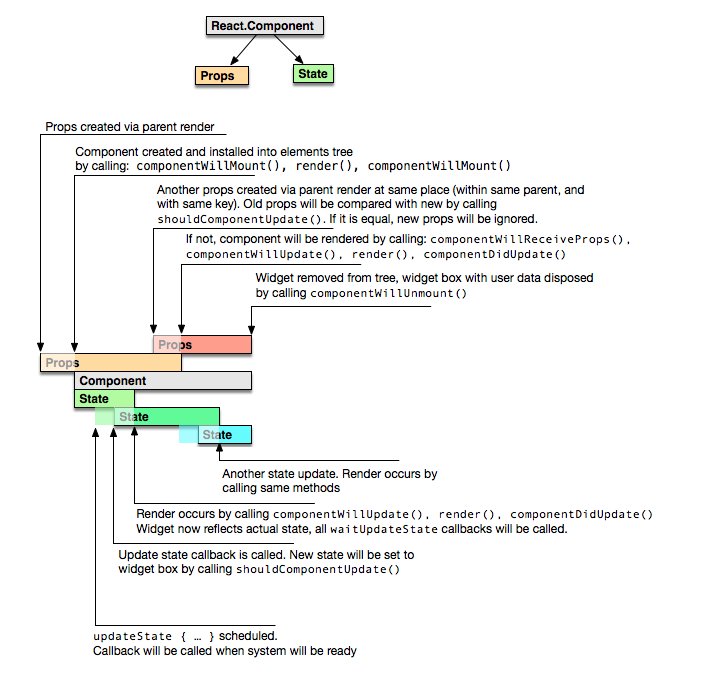 React.Component
Props
State
Props created via parent render
Component created and installed into elements tree
by calling: componentWillMount(), render(), componentWillMount()
Another props created via parent render at same place (within same parent, and
with same key). Old props will be compared with new by calling
shouldComponentUpdate(). If it is equal, new props will be ignored.
If not, component will be rendered by calling: componentWillReceiveProps(),
componentWillUpdate(), render(), componentDidUpdate()
Widget removed from tree, widget box with user data disposed
by calling componentWillUnmount()
Props
Props
Component
State
State
State
Another state update. Render occurs by
calling same methods
Render occurs by calling componentWillUpdate(), render(), componentDidUpdate()
Widget now reflects actual state, all waitUpdateState callbacks will be called.
Update state callback is called. New state will be set to
widget box by calling shouldComponentUpdate()
updateState { … } scheduled.
Callback will be called when system will be ready